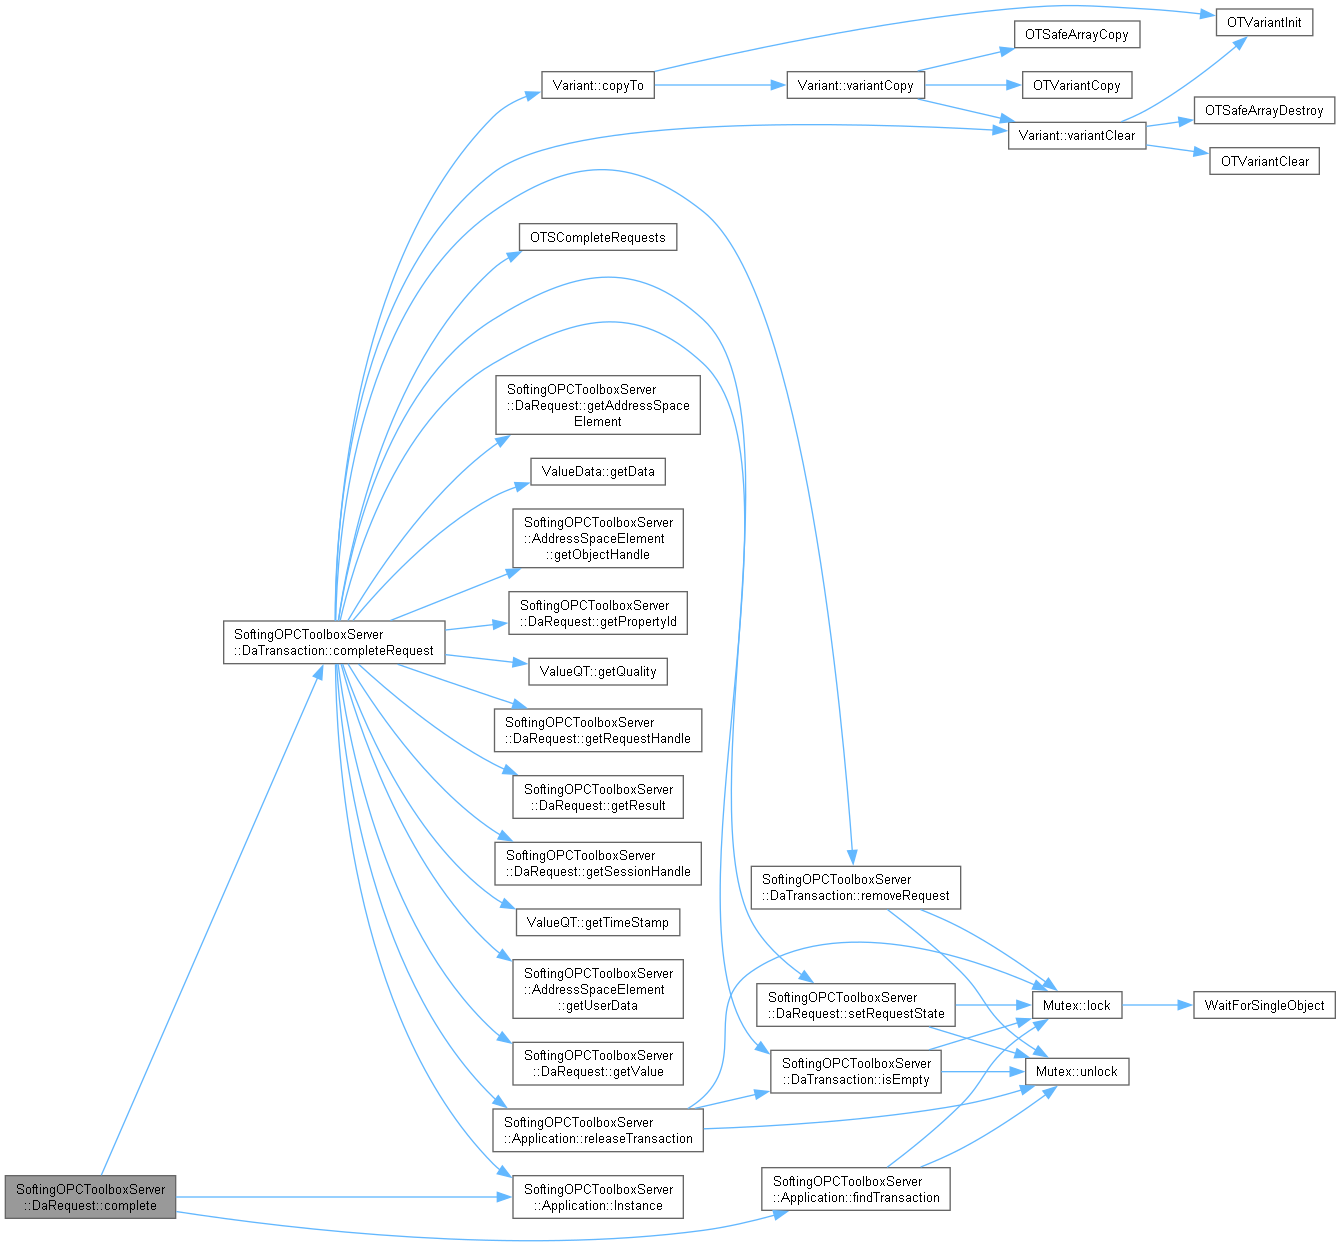 OTVariantInit
OTSafeArrayCopy
Variant::copyTo
Variant::variantCopy
OTVariantCopy
OTSafeArrayDestroy
Variant::variantClear
OTVariantClear
OTSCompleteRequests
SoftingOPCToolboxServer
::DaRequest::getAddressSpace
Element
ValueData::getData
SoftingOPCToolboxServer
::AddressSpaceElement
::getObjectHandle
SoftingOPCToolboxServer
::DaRequest::getPropertyId
SoftingOPCToolboxServer
::DaTransaction::completeRequest
ValueQT::getQuality
SoftingOPCToolboxServer
::DaRequest::getRequestHandle
SoftingOPCToolboxServer
::DaRequest::getResult
SoftingOPCToolboxServer
::DaRequest::getSessionHandle
SoftingOPCToolboxServer
::DaTransaction::removeRequest
ValueQT::getTimeStamp
SoftingOPCToolboxServer
::AddressSpaceElement
::getUserData
SoftingOPCToolboxServer
::DaRequest::setRequestState
Mutex::lock
WaitForSingleObject
SoftingOPCToolboxServer
::DaRequest::getValue
SoftingOPCToolboxServer
::DaTransaction::isEmpty
Mutex::unlock
SoftingOPCToolboxServer
::Application::releaseTransaction
SoftingOPCToolboxServer
::DaRequest::complete
SoftingOPCToolboxServer
::Application::Instance
SoftingOPCToolboxServer
::Application::findTransaction